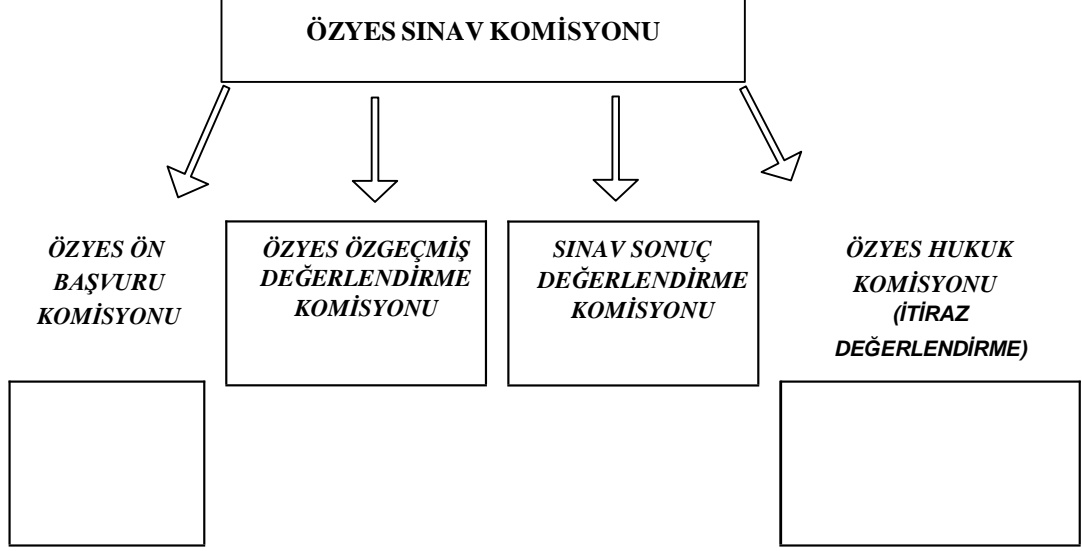 ÖZYES SINAV KOMİSYONU
ÖZYES ÖN
BAŞVURU
KOMİSYONU
ÖZYES ÖZGEÇMİŞ
DEĞERLENDİRME
KOMİSYONU
SINAV SONUÇ
DEĞERLENDİRME
KOMİSYONU
ÖZYES HUKUK
KOMİSYONU
(İTİRAZ
DEĞERLENDİRME)